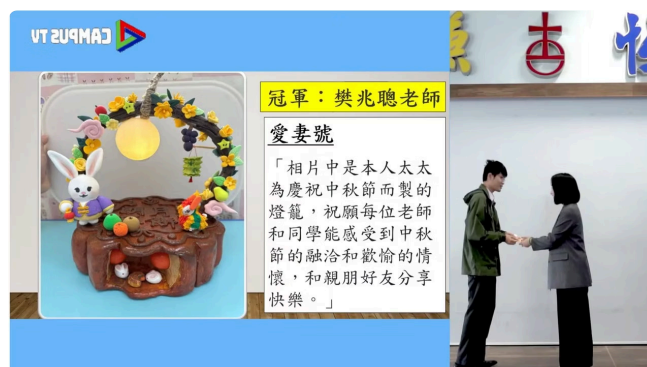 CAMPUS TV
冠軍：樊兆聰老師
愛妻號
「相片中是本人太太
為慶祝中秋節而製的
燈籠，祝願每位老師
和同學能感受到中秋
節的融洽和歡愉的情
懷，和親朋好友分享
快樂。」